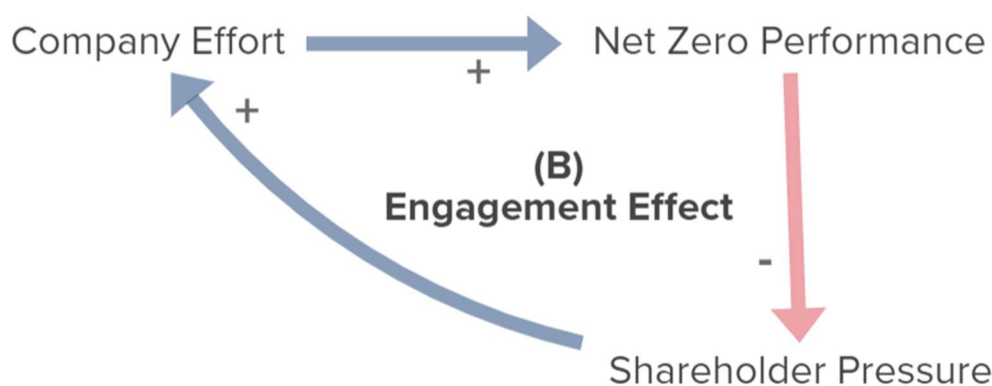 Company Effort
+
Net Zero Performance
+
(B)
Engagement Effect
-
Shareholder Pressure